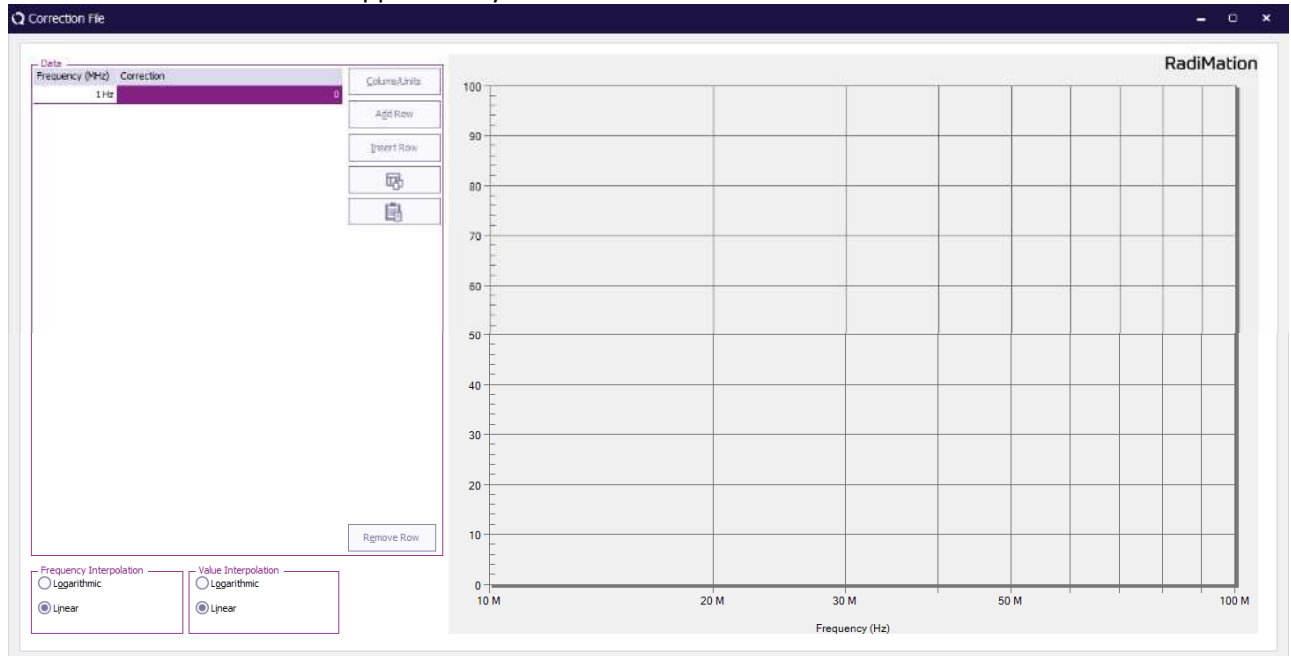 Correction File
Data
Frequency (MHz) Correction
1 Hz 0
Column/Units
Add Row
Insert Row
Remove Row
Frequency Interpolation
Logarithmic
Linear
Value Interpolation
Logarithmic
Linear
RadiMation
100
90
80
70
60
50
40
30
20
10
0
10 M 20 M 30 M 50 M 100 M
Frequency (Hz)